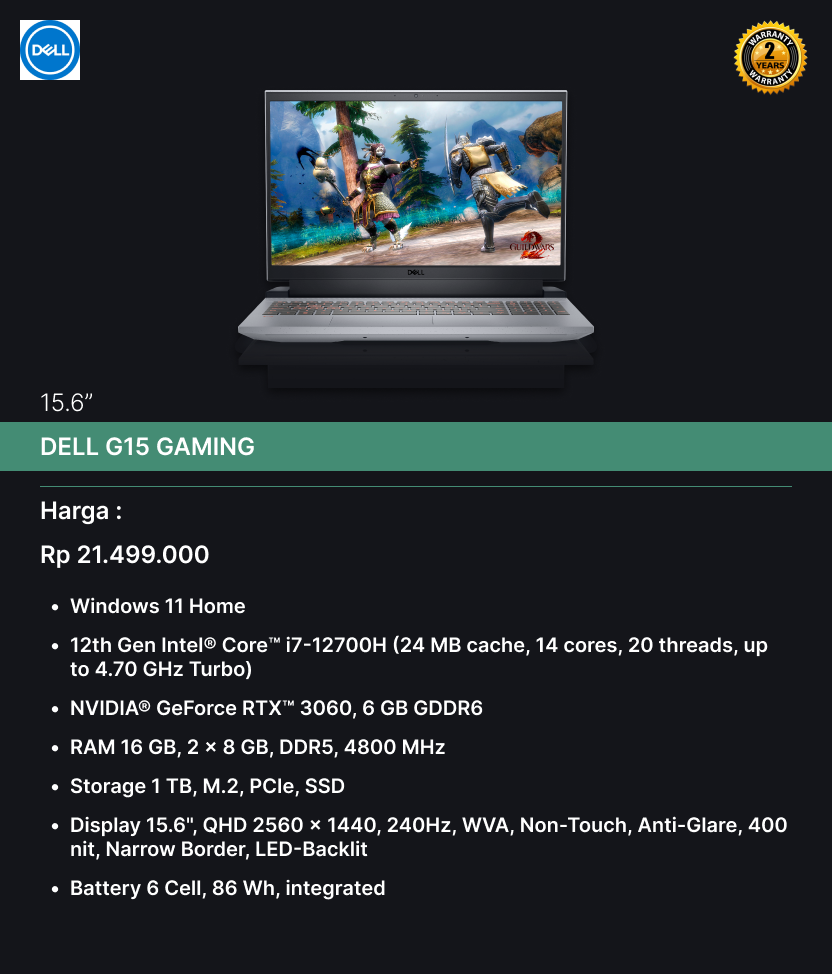 DELL
WARRANTY
2
YEARS
WARRANTY
GUILD WARS
2
DELL
15.6”
DELL G15 GAMING
Harga :
Rp 21.499.000
• Windows 11 Home
• 12th Gen Intel® Core™ i7-12700H (24 MB cache, 14 cores, 20 threads, up
to 4.70 GHz Turbo)
• NVIDIA® GeForce RTX™ 3060, 6 GB GDDR6
• RAM 16 GB, 2 × 8 GB, DDR5, 4800 MHz
• Storage 1 TB, M.2, PCIe, SSD
• Display 15.6", QHD 2560 × 1440, 240Hz, WVA, Non-Touch, Anti-Glare, 400
nit, Narrow Border, LED-Backlit
• Battery 6 Cell, 86 Wh, integrated